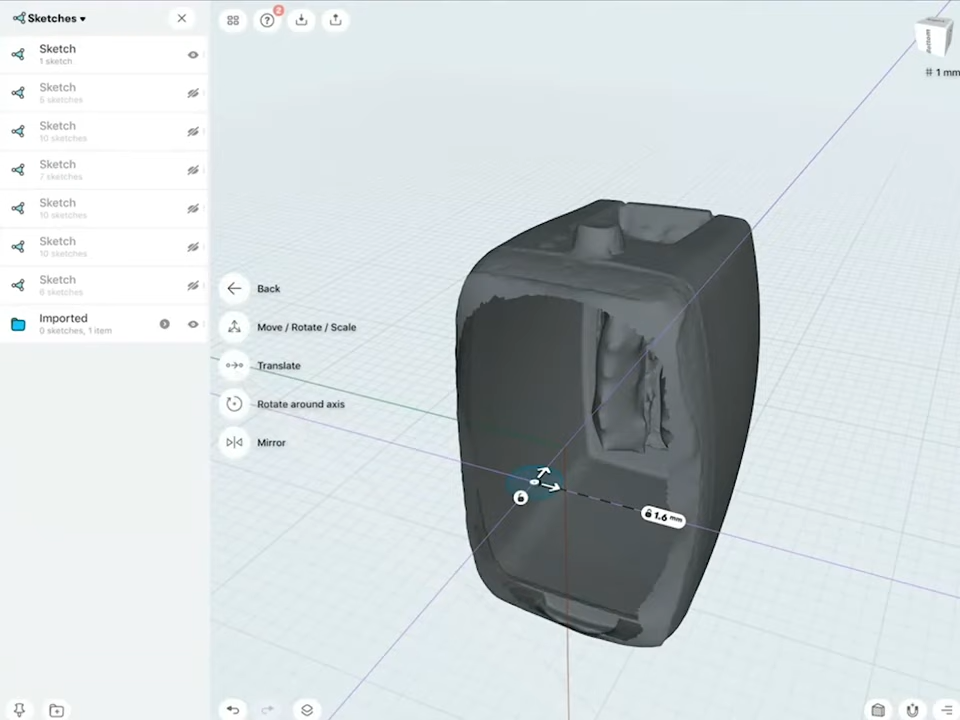 Sketches
2
Sketch
1 sketch
Sketch
5 sketches
Sketch
10 sketches
Sketch
7 sketches
Sketch
10 sketches
Sketch
10 sketches
Sketch
6 sketches
Imported
0 sketches, 1 item
Back
Move / Rotate / Scale
Translate
Rotate around axis
Mirror
1.6 mm
Bottom
# 1 mm